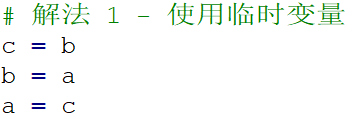 # 解法 1 - 使用临时变量
c = b
b = a
a = c